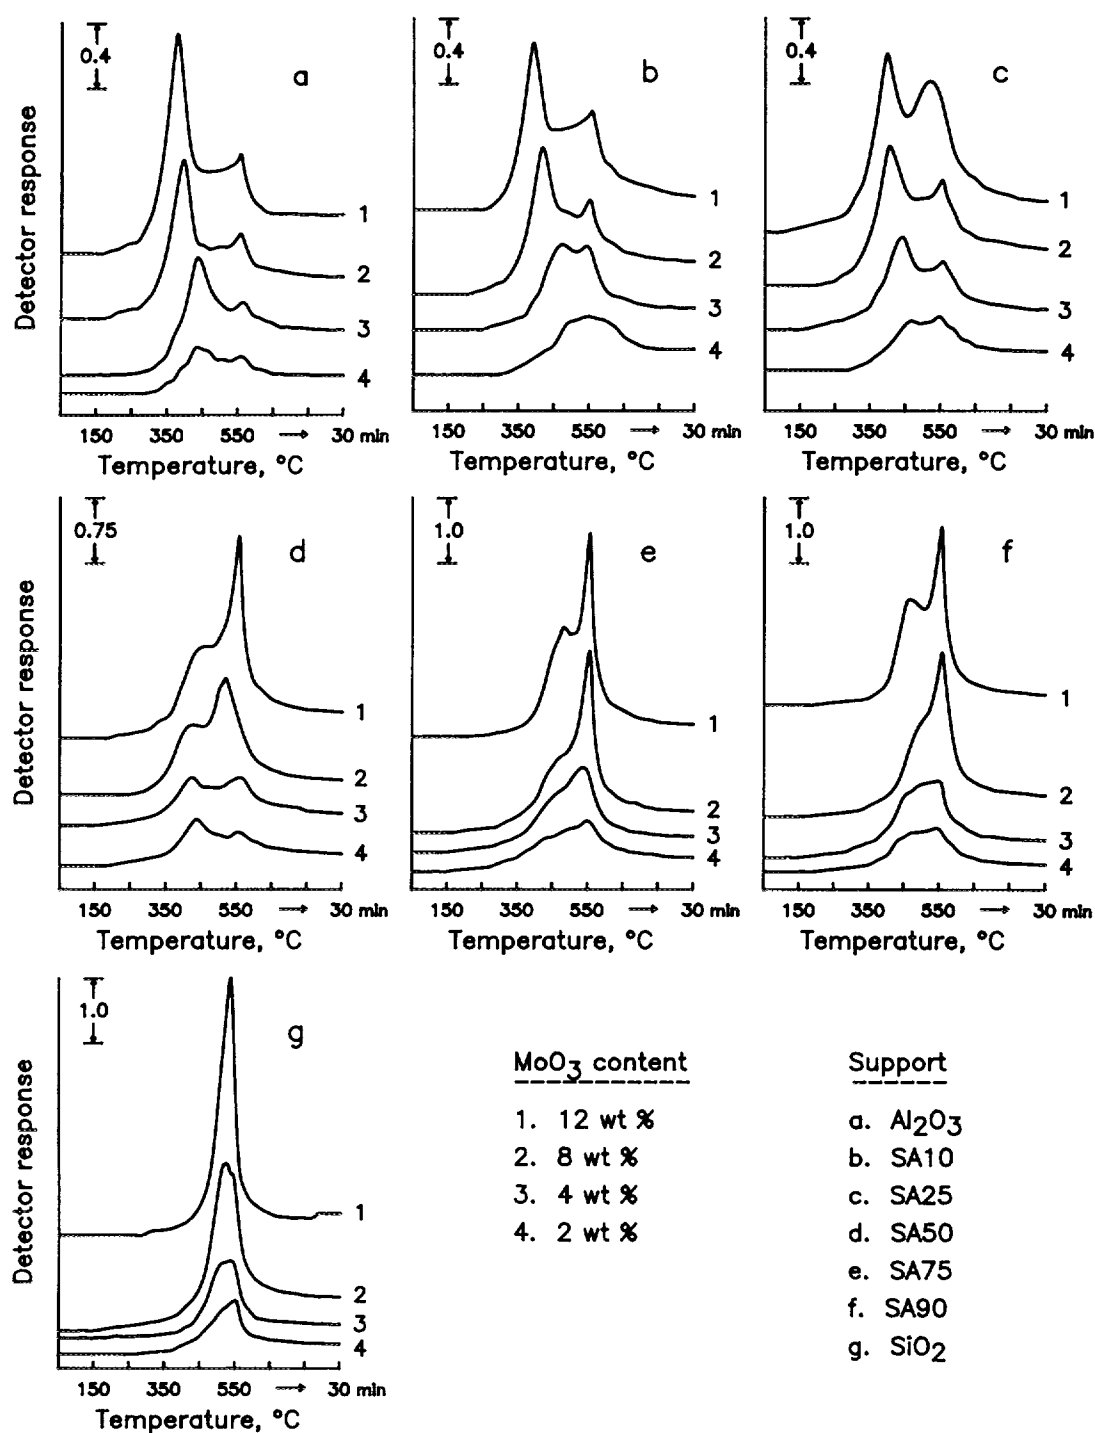 0.4
a
Detector response
1
2
3
4
150 350 550 → 30 min
Temperature, °C
0.4
b
1
2
3
4
150 350 550 → 30 min
Temperature, °C
0.4
c
1
2
3
4
150 350 550 → 30 min
Temperature, °C
0.75
d
Detector response
1
2
3
4
150 350 550 → 30 min
Temperature, °C
1.0
e
1
2
3
4
150 350 550 → 30 min
Temperature, °C
1.0
f
1
2
3
4
150 350 550 → 30 min
Temperature, °C
1.0
g
Detector response
1
2
3
4
150 350 550 → 30 min
Temperature, °C
MoO3 content
1. 12 wt %
2. 8 wt %
3. 4 wt %
4. 2 wt %
Support
a. Al2O3
b. SA10
c. SA25
d. SA50
e. SA75
f. SA90
g. SiO2